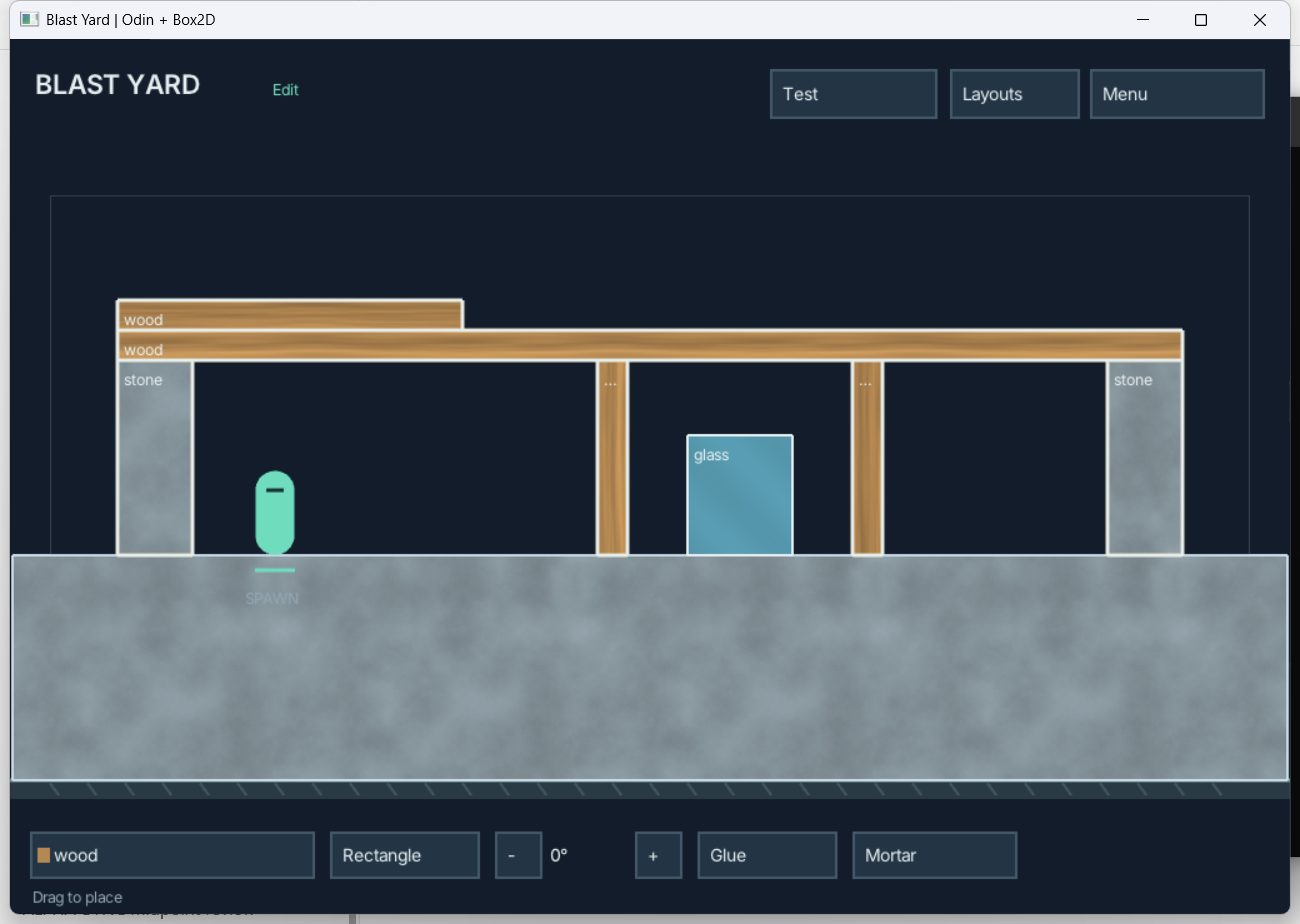 Blast Yard | Odin + Box2D
BLAST YARD
Edit
Test
Layouts
Menu
wood
wood
stone
...
...
stone
glass
SPAWN
wood
Rectangle
-
0°
+
Glue
Mortar
Drag to place